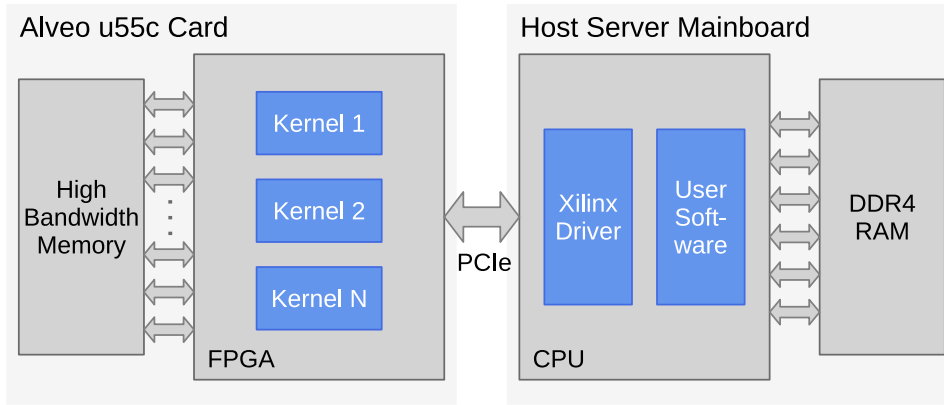 Alveo u55c Card
Host Server Mainboard
High
Bandwidth
Memory
Kernel 1
Kernel 2
Kernel N
FPGA
PCIe
Xilinx
Driver
User
Soft-
ware
CPU
DDR4
RAM